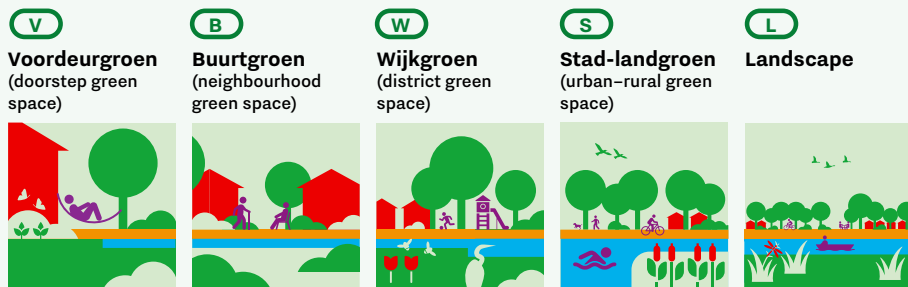 V
Voordeurgroen
(doorstep green
space)
B
Buurtgroen
(neighbourhood
green space)
W
Wijkgroen
(district green
space)
S
Stad-landgroen
(urban–rural green
space)
L
Landscape